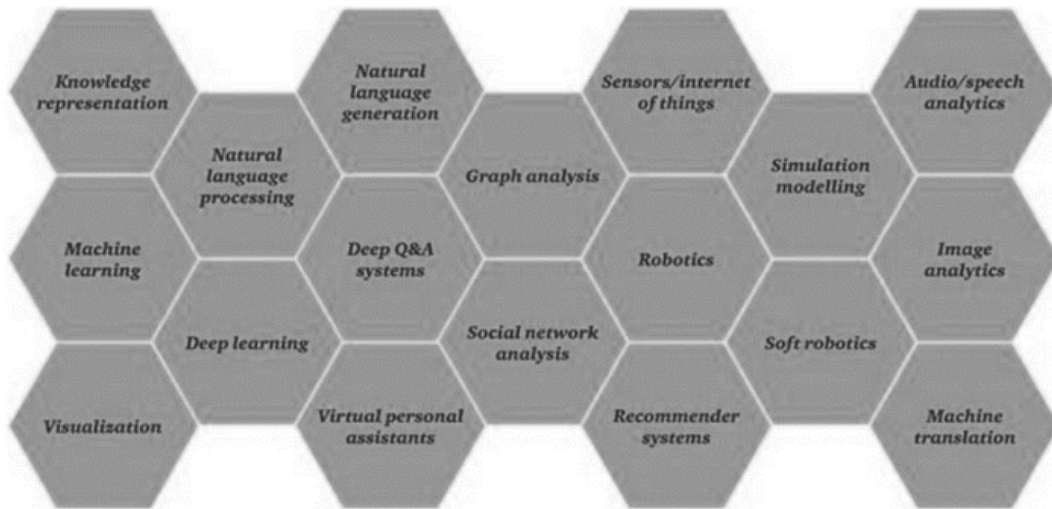 Knowledge
representation
Natural
language
generation
Sensors/internet
of things
Audio/speech
analytics
Natural
language
processing
Graph analysis
Simulation
modelling
Machine
learning
Deep Q&A
systems
Robotics
Image
analytics
Deep learning
Social network
analysis
Soft robotics
Visualization
Virtual personal
assistants
Recommender
systems
Machine
translation